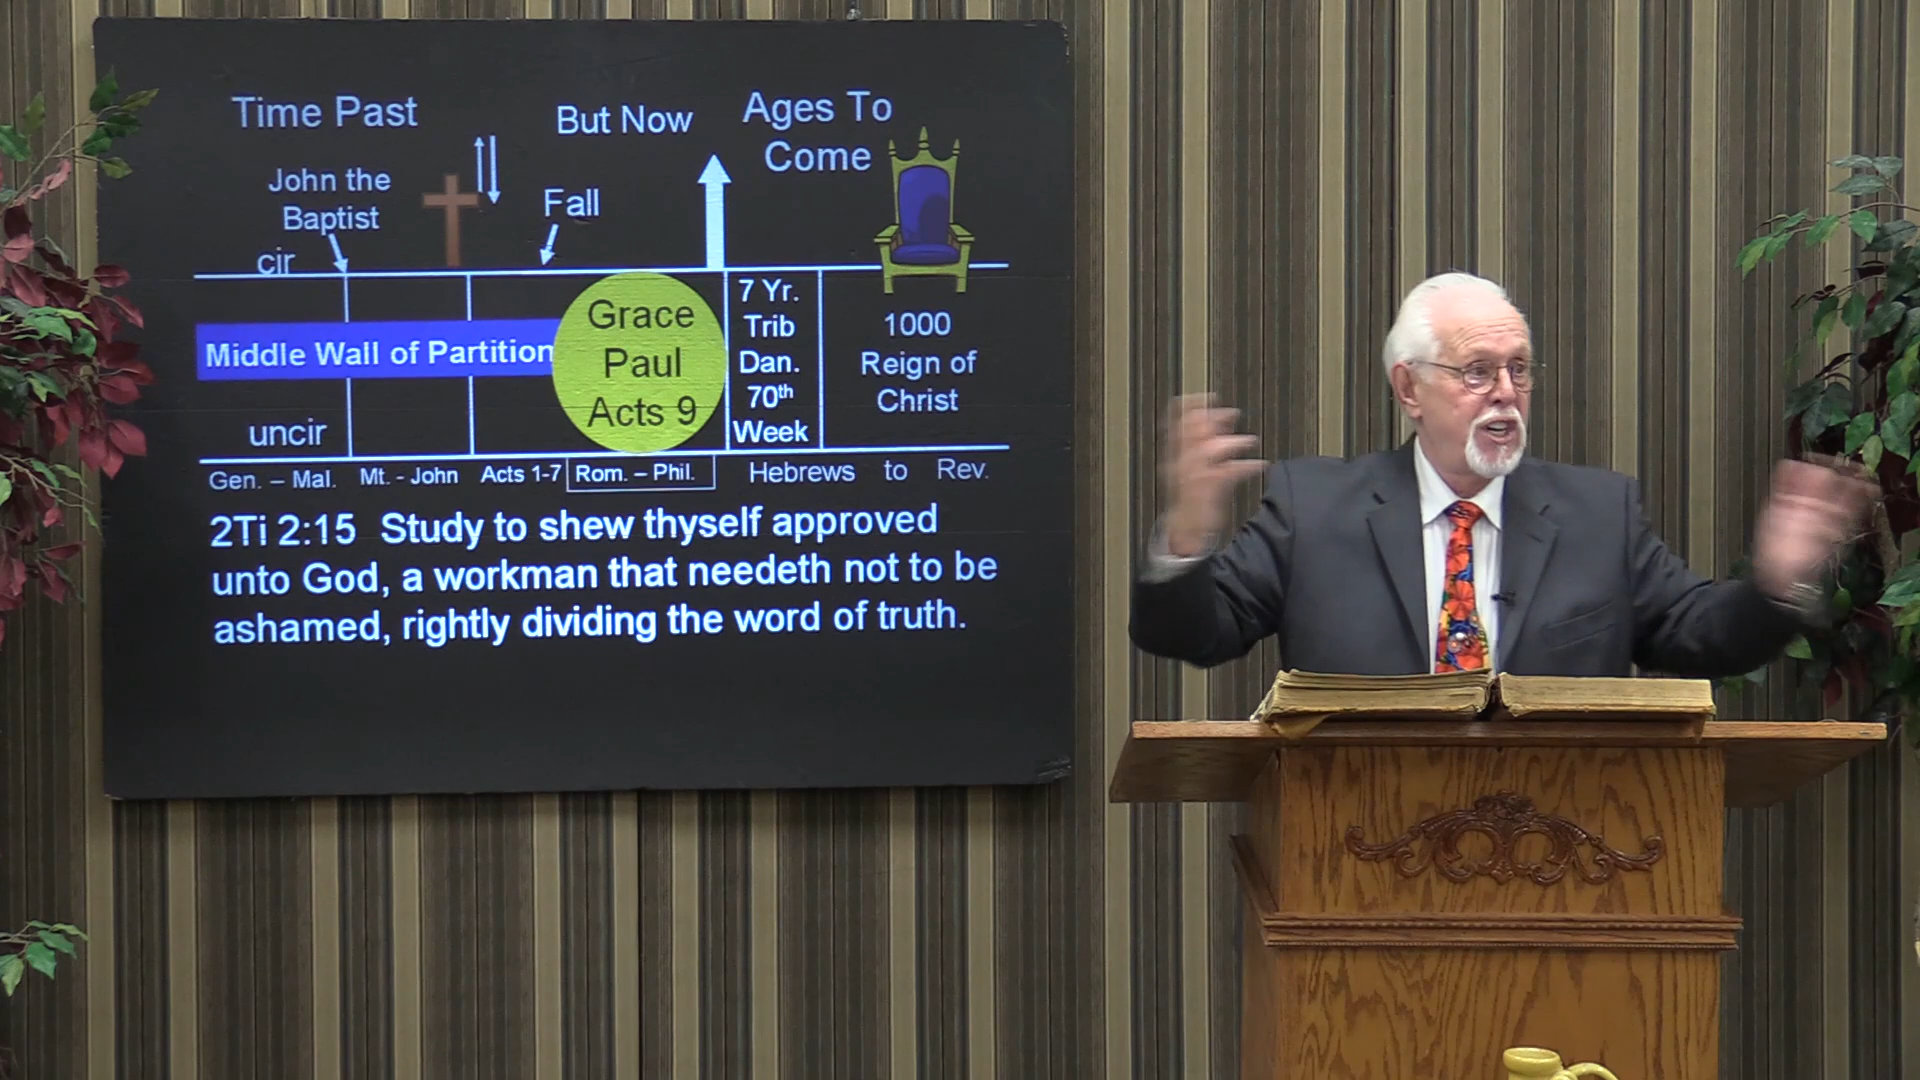 Time Past
But Now
Ages To
Come
John the
Baptist
Fall
cir
Middle Wall of Partition
Grace
Paul
Acts 9
7 Yr.
Trib
Dan.
70th
Week
1000
Reign of
Christ
uncir
Gen. – Mal. Mt. - John Acts 1-7 Rom. – Phil. Hebrews to Rev.
2Ti 2:15 Study to shew thyself approved
unto God, a workman that needeth not to be
ashamed, rightly dividing the word of truth.